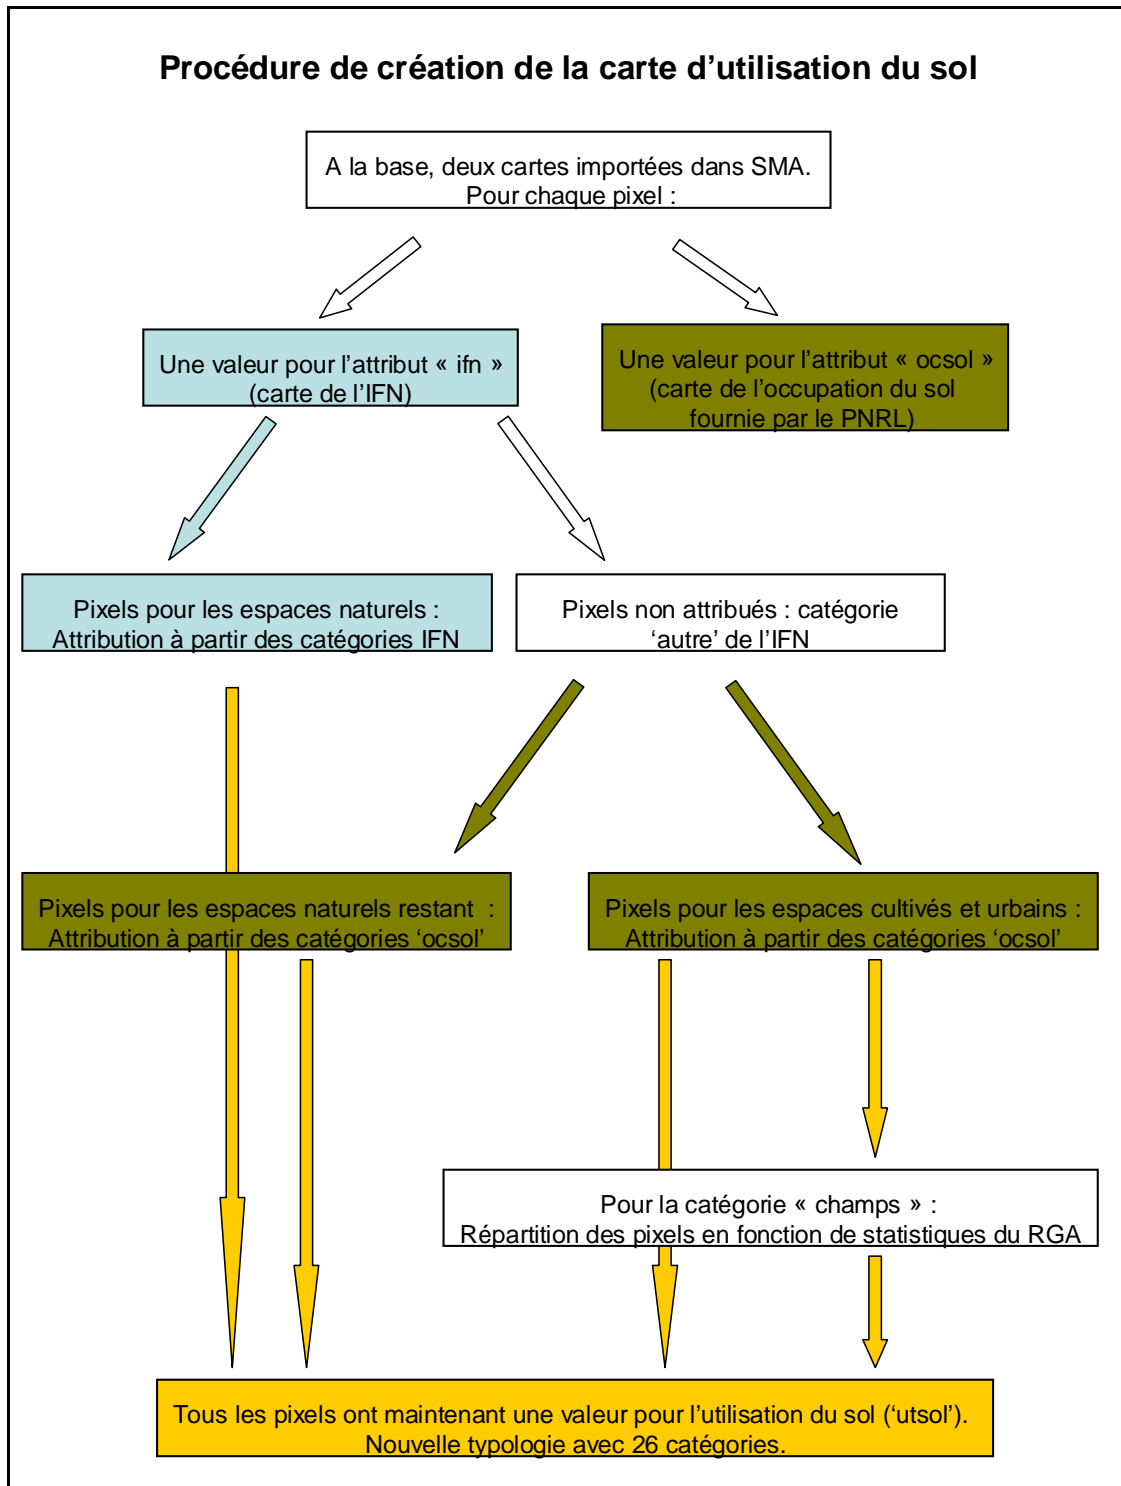 Procédure de création de la carte d’utilisation du sol
A la base, deux cartes importées dans SMA.
Pour chaque pixel :
Une valeur pour l’attribut « ifn »
(carte de l’IFN)
Une valeur pour l’attribut « ocsol »
(carte de l’occupation du sol
fournie par le PNRL)
Pixels pour les espaces naturels :
Attribution à partir des catégories IFN
Pixels non attribués : catégorie
‘autre’ de l’IFN
Pixels pour les espaces naturels restant :
Attribution à partir des catégories ‘ocsol’
Pixels pour les espaces cultivés et urbains :
Attribution à partir des catégories ‘ocsol’
Pour la catégorie « champs » :
Répartition des pixels en fonction de statistiques du RGA
Tous les pixels ont maintenant une valeur pour l’utilisation du sol (‘utsol’).
Nouvelle typologie avec 26 catégories.